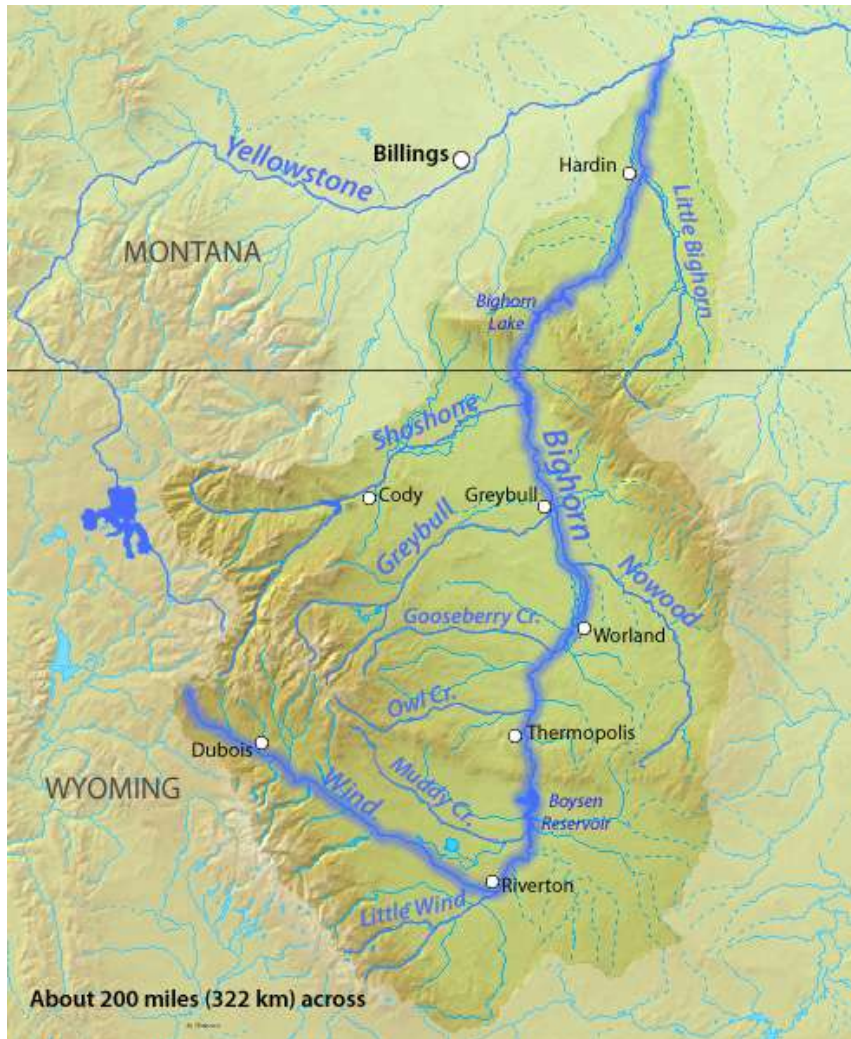 Yellowstone
Billings
Hardin
Little Bighorn
MONTANA
Bighorn
Lake
Shoshone
Bighorn
Cody
Greybull
Greybull
Nowood
Gooseberry Cr.
Worland
Owl Cr.
Thermopolis
Dubois
WYOMING
Wind
Muddy Cr.
Boysen
Reservoir
Riverton
Little Wind
About 200 miles (322 km) across